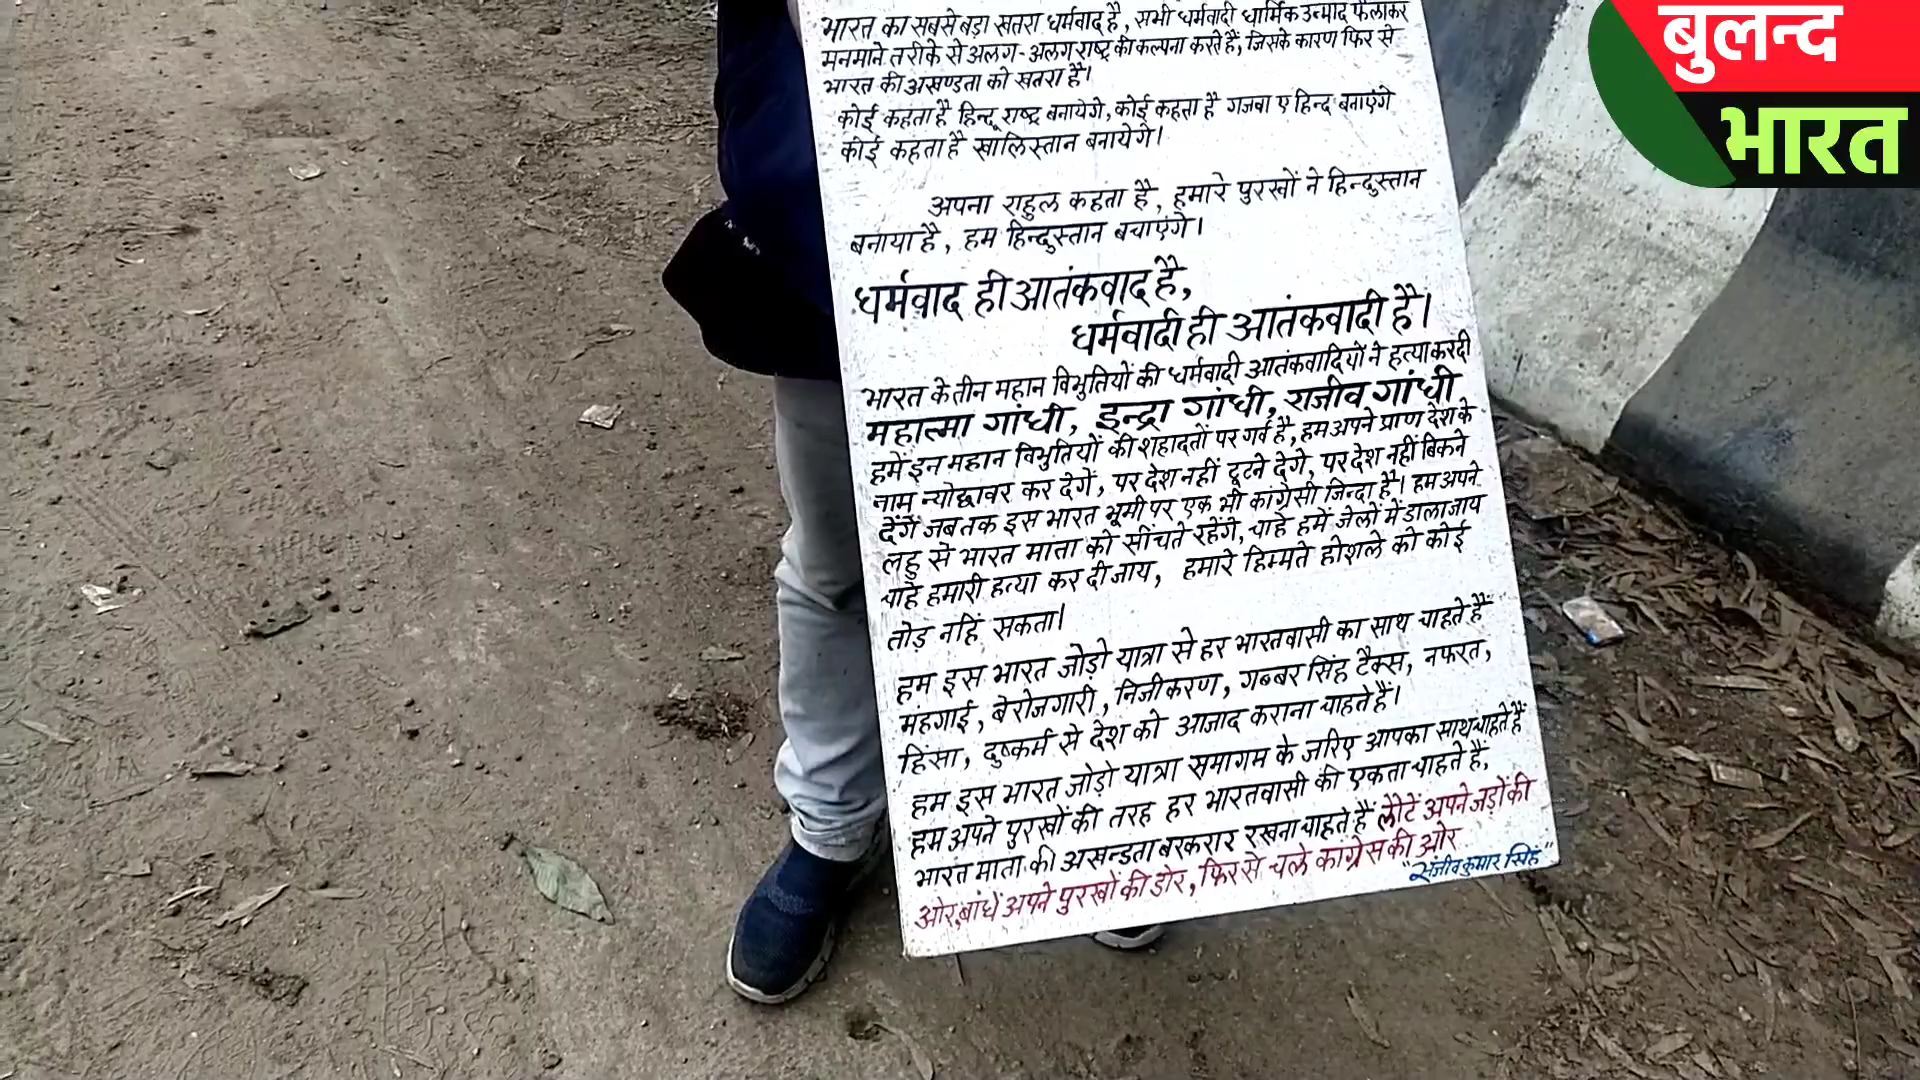 भारत का सबसे बड़ा खतरा धर्मवाद है, सभी धर्मवादी धार्मिक उन्माद फैलाकर
मनमाने तरीके से अलग-अलग राष्ट्र की कल्पना करते हैं, जिसके कारण फिर से
भारत की अखण्डता को खतरा है।
कोई कहता है हिन्दू राष्ट्र बनायेगे, कोई कहता है गजवा ए हिन्द बनाएंगे
कोई कहता है खालिस्तान बनायेगे।
अपना राहुल कहता है, हमारे पुरखों ने हिन्दुस्तान
बनाया है, हम हिन्दुस्तान बचाएंगे।
धर्मवाद ही आतंकवाद है,
धर्मवादी ही आतंकवादी है।
भारत के तीन महान विभुतियों की धर्मवादी आतंकवादियों ने हत्या कर दी
महात्मा गांधी, इन्द्रा गांधी, राजीव गांधी
हमें इन महान विभुतियों की शहादतों पर गर्व है, हम अपने प्राण देश के
नाम न्योछावर कर देगें, पर देश नहीं टूटने देगे, पर देश नहीं बिकने
देंगें जब तक इस भारत भूमी पर एक भी कांग्रेसी जिन्दा है। हम अपने
लहु से भारत माता को सींचते रहेंगे, चाहे हमें जेलों में डाला जाय
चाहे हमारी हत्या कर दी जाय, हमारे हिम्मते होशले को कोई
तोड़ नहिं सकता।
हम इस भारत जोड़ो यात्रा से हर भारतवासी का साथ चाहते हैं
महगाई, बेरोजगारी, निजीकरण, गब्बर सिंह टैक्स, नफरत,
हिंसा, दुष्कर्म से देश को आजाद कराना चाहते हैं।
हम इस भारत जोड़ो यात्रा समागम के जरिए आपका साथ चाहते हैं
हम अपने पुरखों की तरह हर भारतवासी की एकता चाहते हैं,
भारत माता की अखन्डता बरकरार रखना चाहते हैं लौटें अपने जड़ों की
ओर, बांधे अपने पुरखों की डोर, फिर से चले कांग्रेस की ओर
"संजीव कुमार सिंह"
बुलन्द
भारत